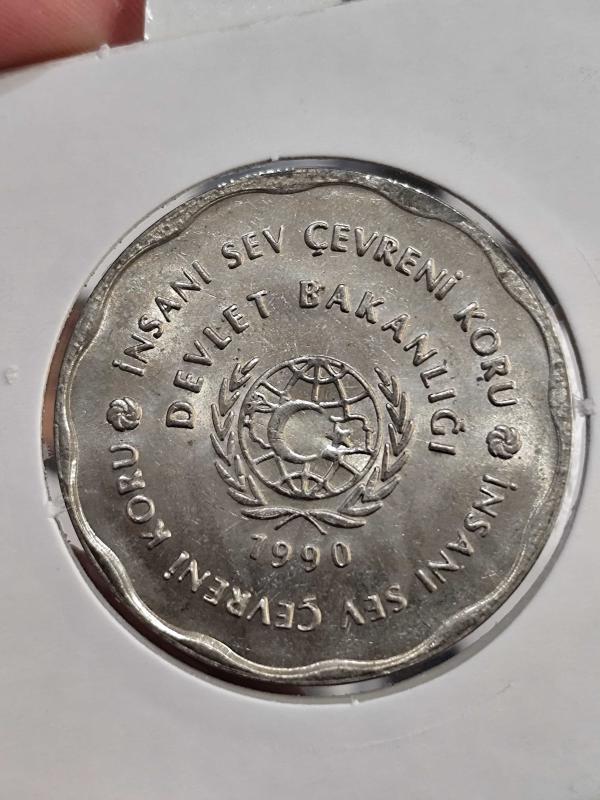 İNSANI SEV ÇEVRENİ KORU
DEVLET BAKANLIĞI
1990
İNSANI SEV ÇEVRENİ KORU